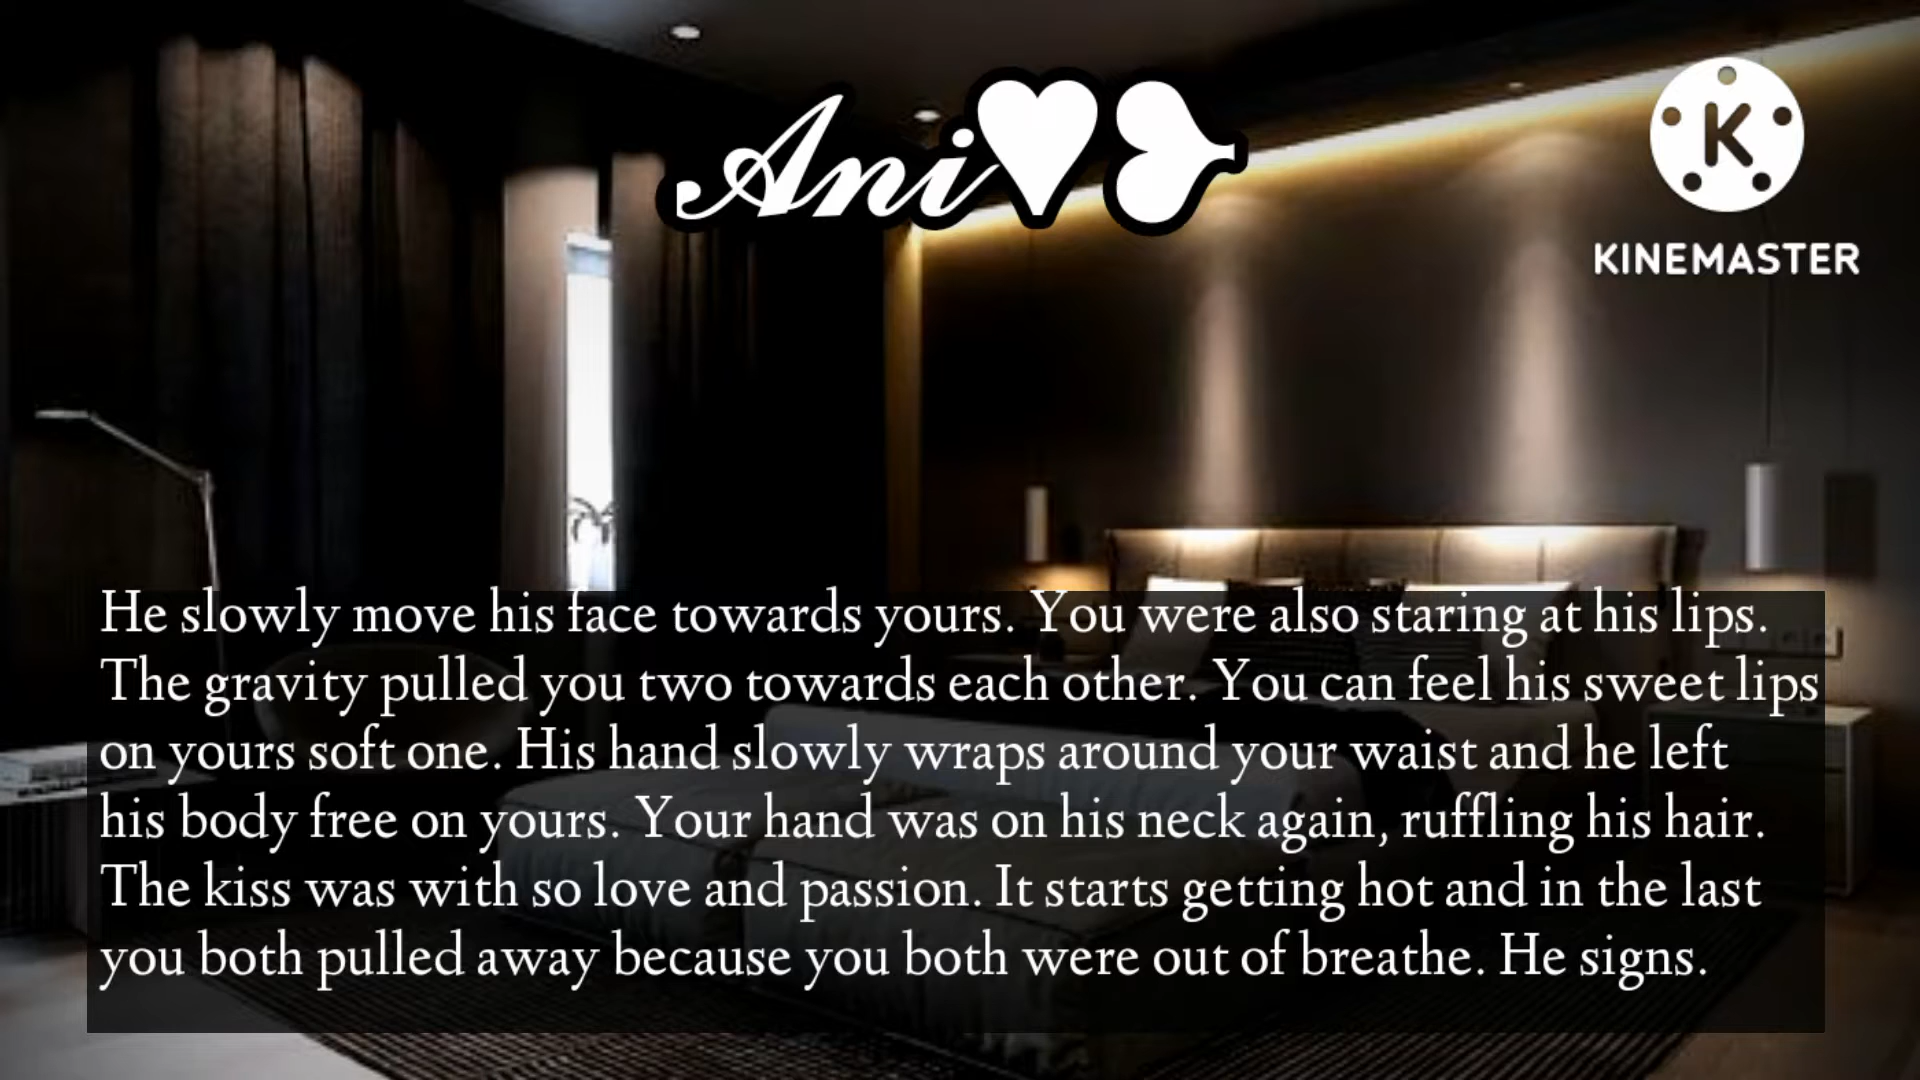 Ani♥❥
K
KINEMASTER
He slowly move his face towards yours. You were also staring at his lips.
The gravity pulled you two towards each other. You can feel his sweet lips
on yours soft one. His hand slowly wraps around your waist and he left
his body free on yours. Your hand was on his neck again, ruffling his hair.
The kiss was with so love and passion. It starts getting hot and in the last
you both pulled away because you both were out of breathe. He signs.